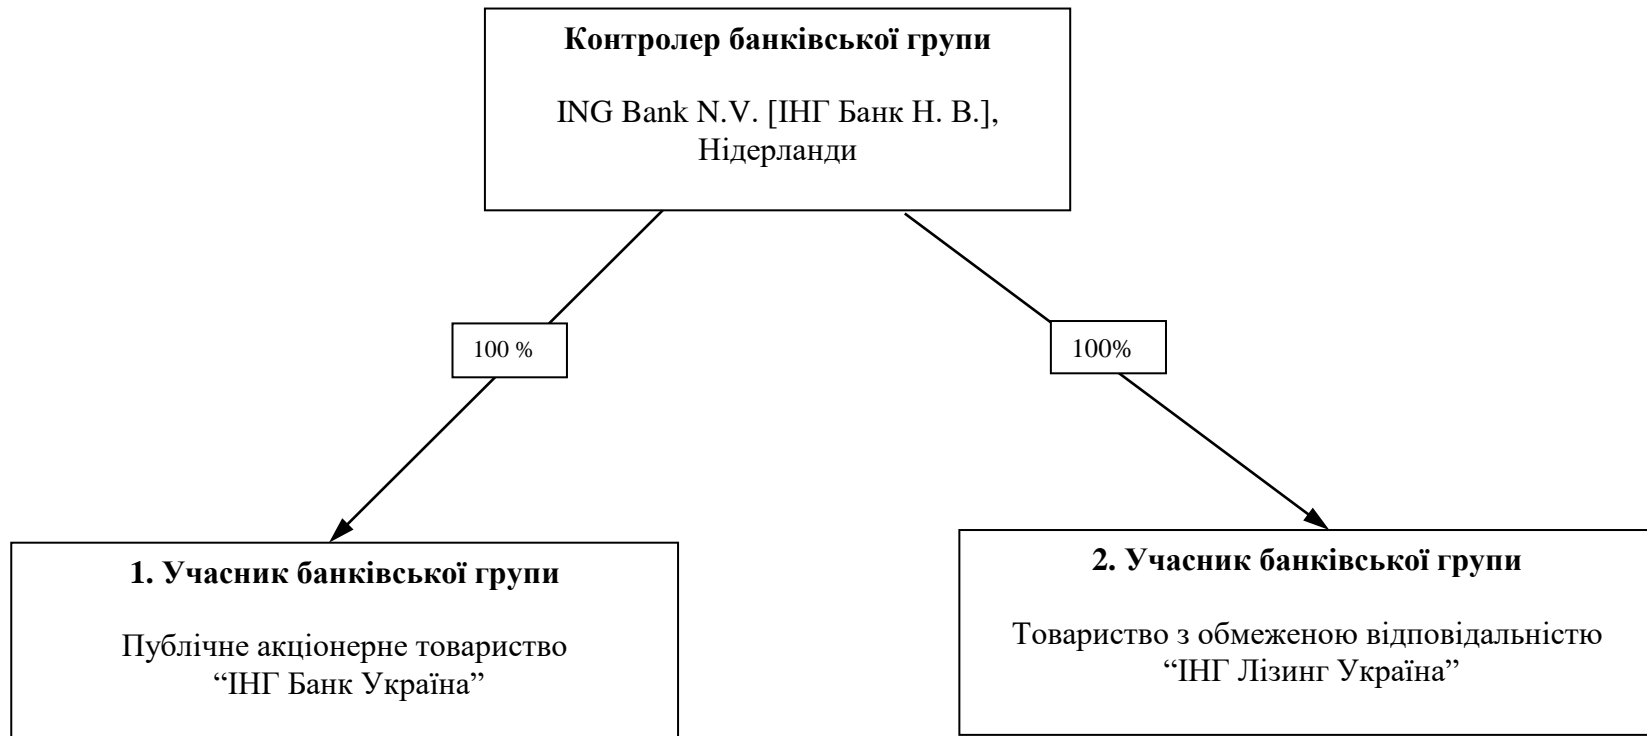 Контролер банківської групи
ING Bank N.V. [ІНГ Банк Н. В.],
Нідерланди
100 %
100%
1. Учасник банківської групи
Публічне акціонерне товариство
“ІНГ Банк Україна”
2. Учасник банківської групи
Товариство з обмеженою відповідальністю
“ІНГ Лізинг Україна”